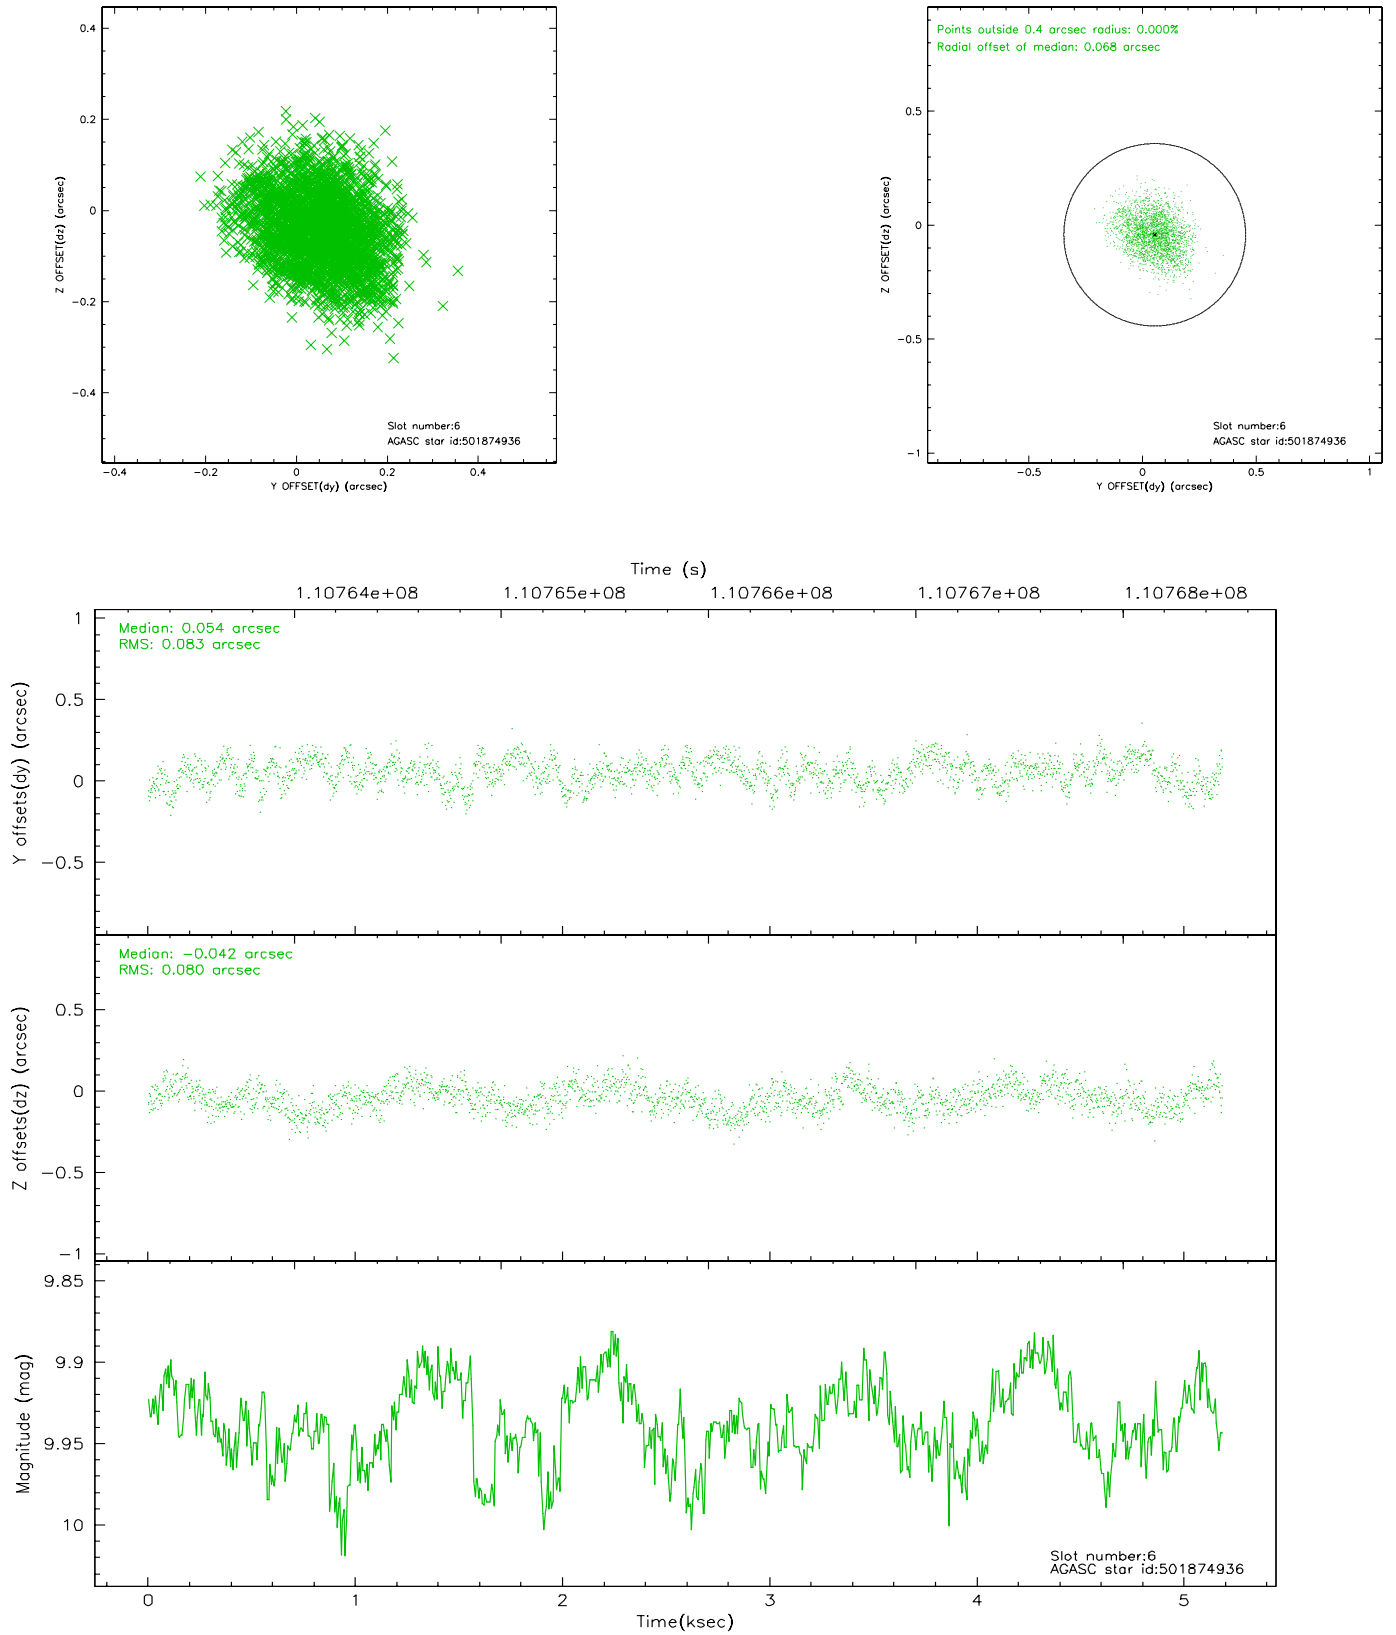 0.4
0.2
0
−0.2
−0.4
−0.4
−0.2
0
0.2
0.4
Z OFFSET(dz) (arcsec)
Y OFFSET(dy) (arcsec)
Slot number:6
AGASC star id:501874936
Points outside 0.4 arcsec radius: 0.000%
Radial offset of median: 0.068 arcsec
0.5
0
−0.5
−1
−0.5
0
0.5
1
Z OFFSET(dz) (arcsec)
Y OFFSET(dy) (arcsec)
Slot number:6
AGASC star id:501874936
Time (s)
1.10764e+08
1.10765e+08
1.10766e+08
1.10767e+08
1.10768e+08
Median: 0.054 arcsec
RMS: 0.083 arcsec
1
0.5
0
−0.5
Y offsets(dy) (arcsec)
Median: −0.042 arcsec
RMS: 0.080 arcsec
0.5
0
−0.5
−1
Z offsets(dz) (arcsec)
9.85
9.9
9.95
10
Magnitude (mag)
Slot number:6
AGASC star id:501874936
0
1
2
3
4
5
Time(ksec)